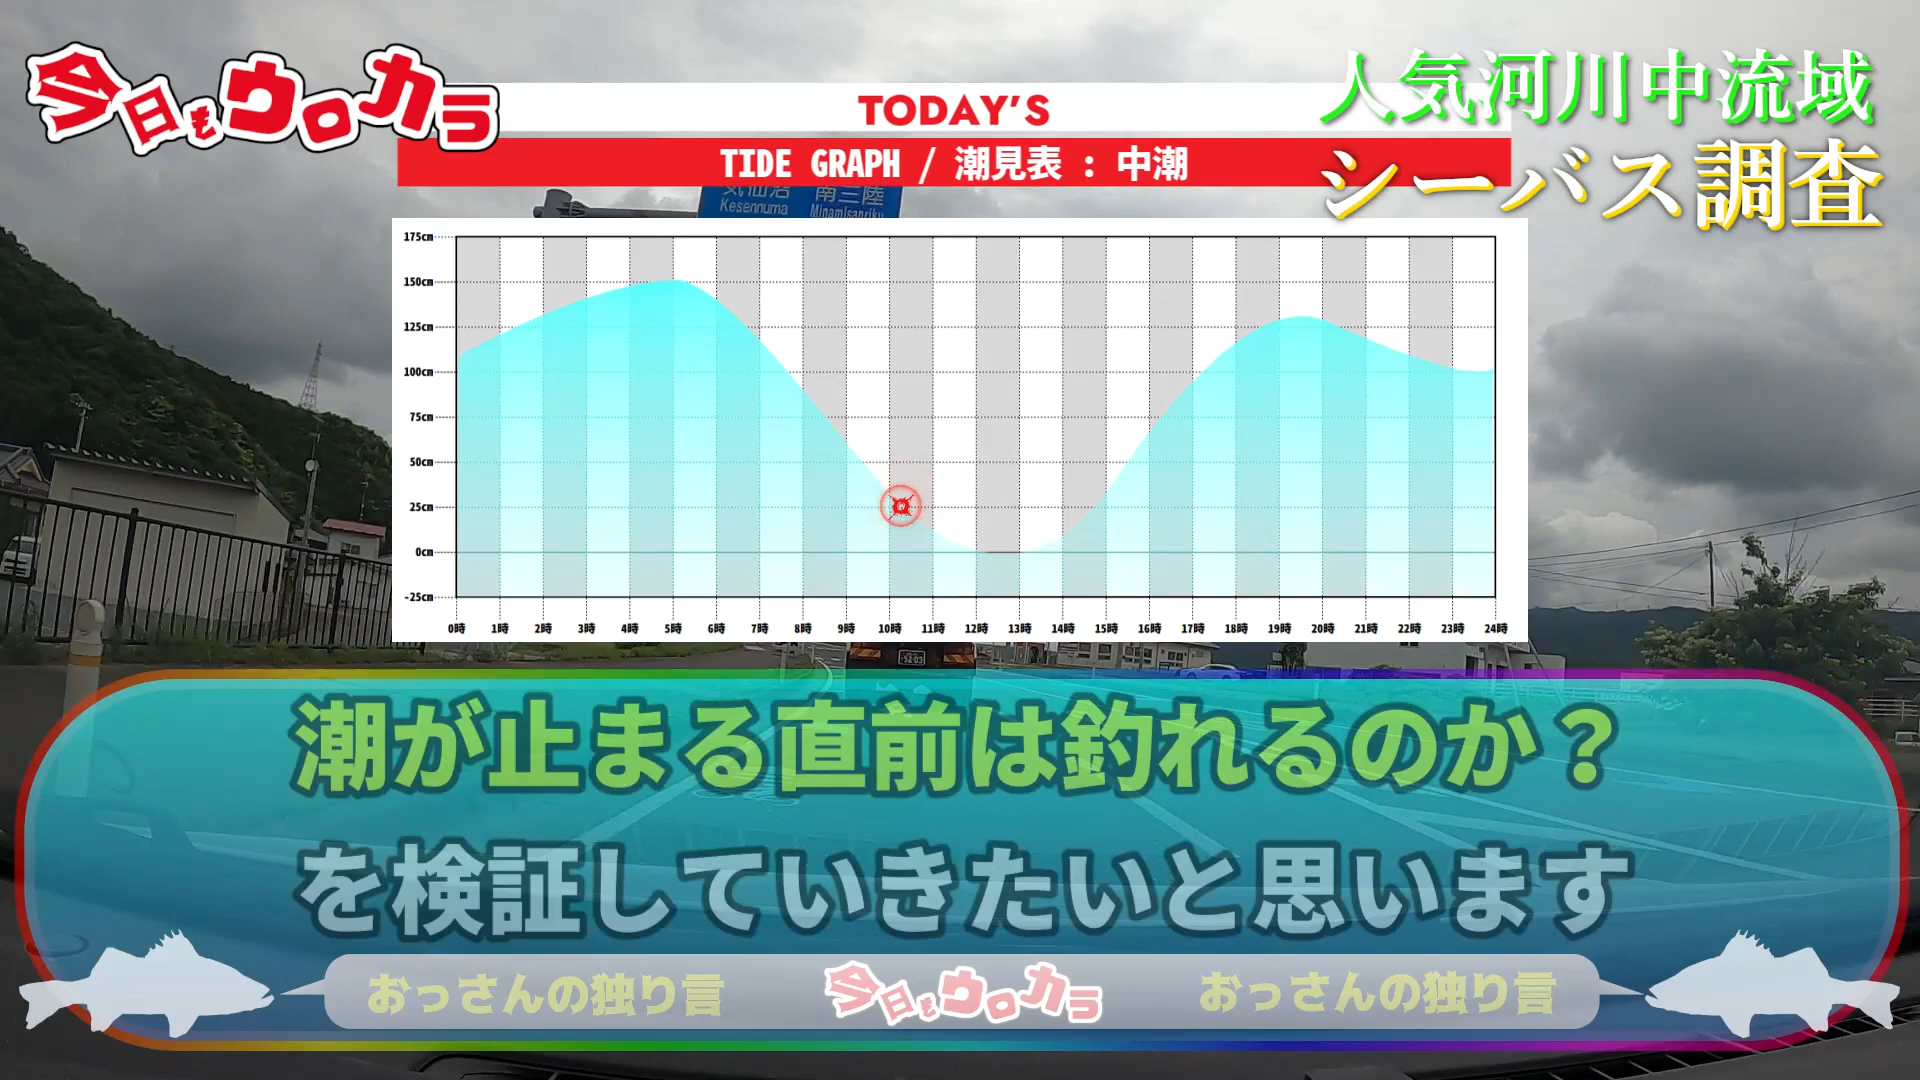 今日もウロカラ
人気河川中流域
シーバス調査
TODAY'S
TIDE GRAPH / 潮見表 : 中潮
気仙沼 南三陸
Kesennuma Minamisanriku
175cm
150cm
125cm
100cm
75cm
50cm
25cm
0cm
-25cm
0時 1時 2時 3時 4時 5時 6時 7時 8時 9時 10時 11時 12時 13時 14時 15時 16時 17時 18時 19時 20時 21時 22時 23時 24時
潮が止まる直前は釣れるのか？
を検証していきたいと思います
おっさんの独り言 今日もウロカラ おっさんの独り言